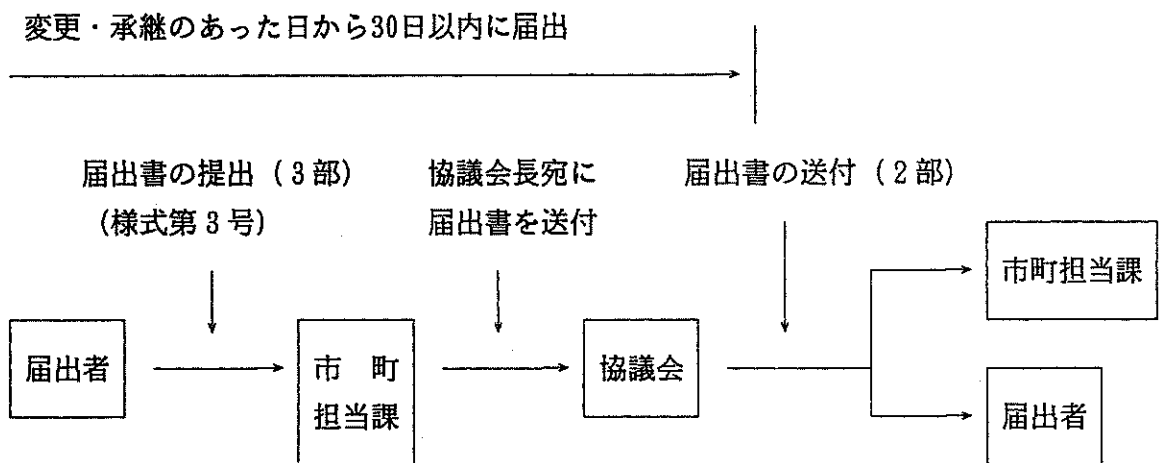 変更・承継のあった日から30日以内に届出
届出書の提出（3部）
（様式第3号）
協議会長宛に
届出書を送付
届出書の送付（2部）
届出者
市　町
担当課
協議会
市町担当課
届出者